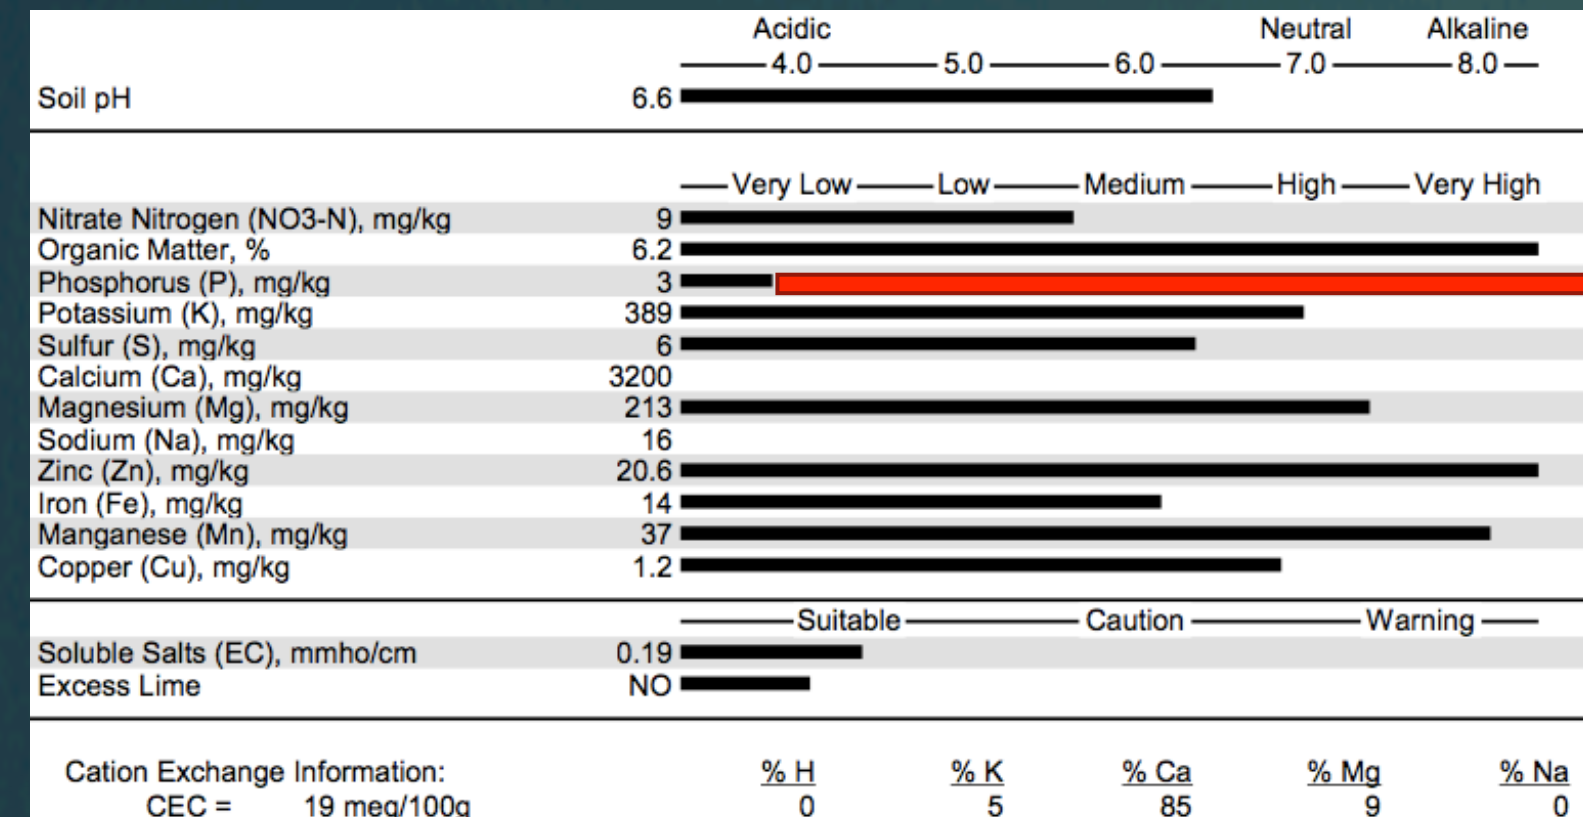 Acidic Neutral Alkaline
4.0 5.0 6.0 7.0 8.0
Soil pH 6.6
Very Low Low Medium High Very High
Nitrate Nitrogen (NO3-N), mg/kg 9
Organic Matter, % 6.2
Phosphorus (P), mg/kg 3
Potassium (K), mg/kg 389
Sulfur (S), mg/kg 6
Calcium (Ca), mg/kg 3200
Magnesium (Mg), mg/kg 213
Sodium (Na), mg/kg 16
Zinc (Zn), mg/kg 20.6
Iron (Fe), mg/kg 14
Manganese (Mn), mg/kg 37
Copper (Cu), mg/kg 1.2
Suitable Caution Warning
Soluble Salts (EC), mmho/cm 0.19
Excess Lime NO
Cation Exchange Information: % H % K % Ca % Mg % Na
CEC = 19 meq/100g 0 5 85 9 0